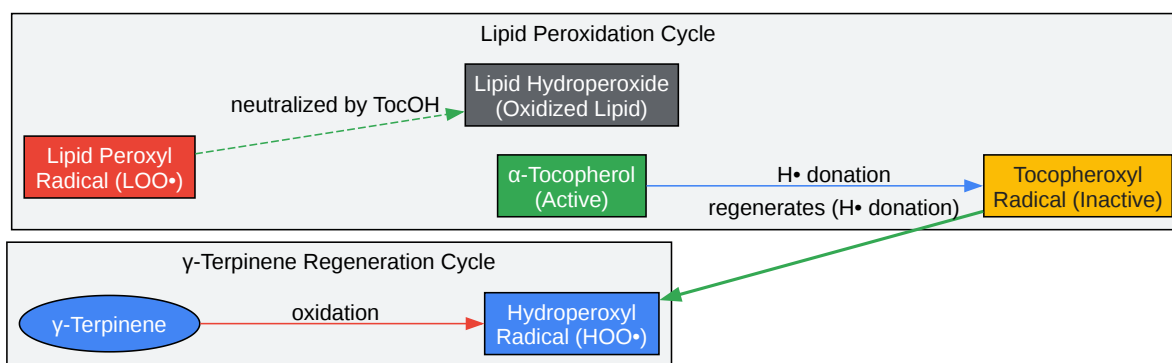 Lipid Peroxidation Cycle
Lipid Hydroperoxide
(Oxidized Lipid)
neutralized by TocOH
Lipid Peroxyl
Radical (LOO•)
α-Tocopherol
(Active)
H• donation
Tocopheroxyl
Radical (Inactive)
regenerates (H• donation)
γ-Terpinene Regeneration Cycle
γ-Terpinene
oxidation
Hydroperoxyl
Radical (HOO•)